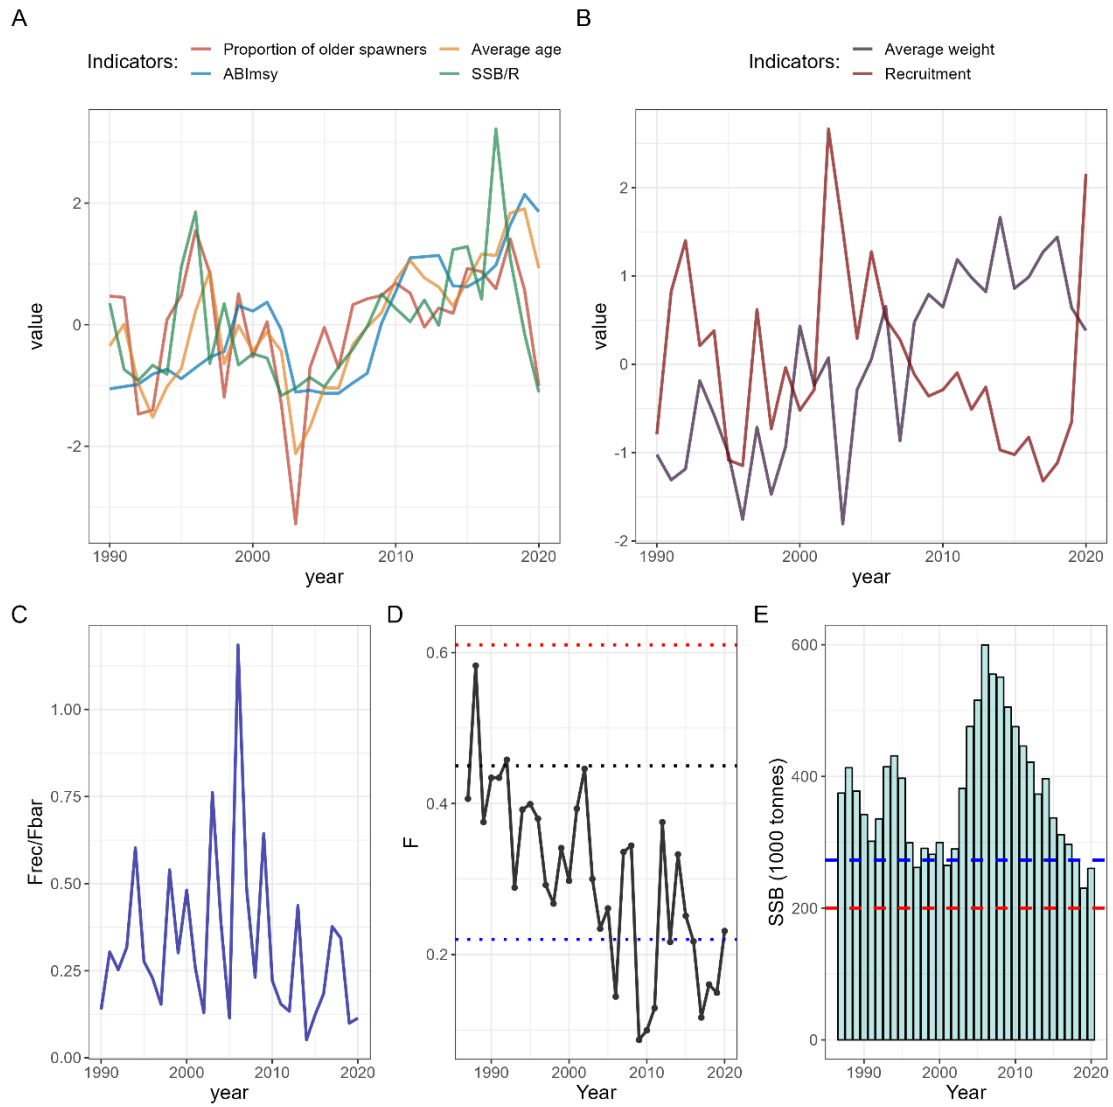 A
B
Indicators:
Proportion of older spawners
Average age
ABImsy
SSB/R
Indicators:
Average weight
Recruitment
value
2
0
-2
1990
2000
2010
2020
year
value
2
1
0
-1
-2
1990
2000
2010
2020
year
C
D
E
Frec/Fbar
1.00
0.75
0.50
0.25
0.00
1990
2000
2010
2020
year
F
0.6
0.4
0.2
1990
2000
2010
2020
Year
SSB (1000 tonnes)
600
400
200
0
1990
2000
2010
2020
Year